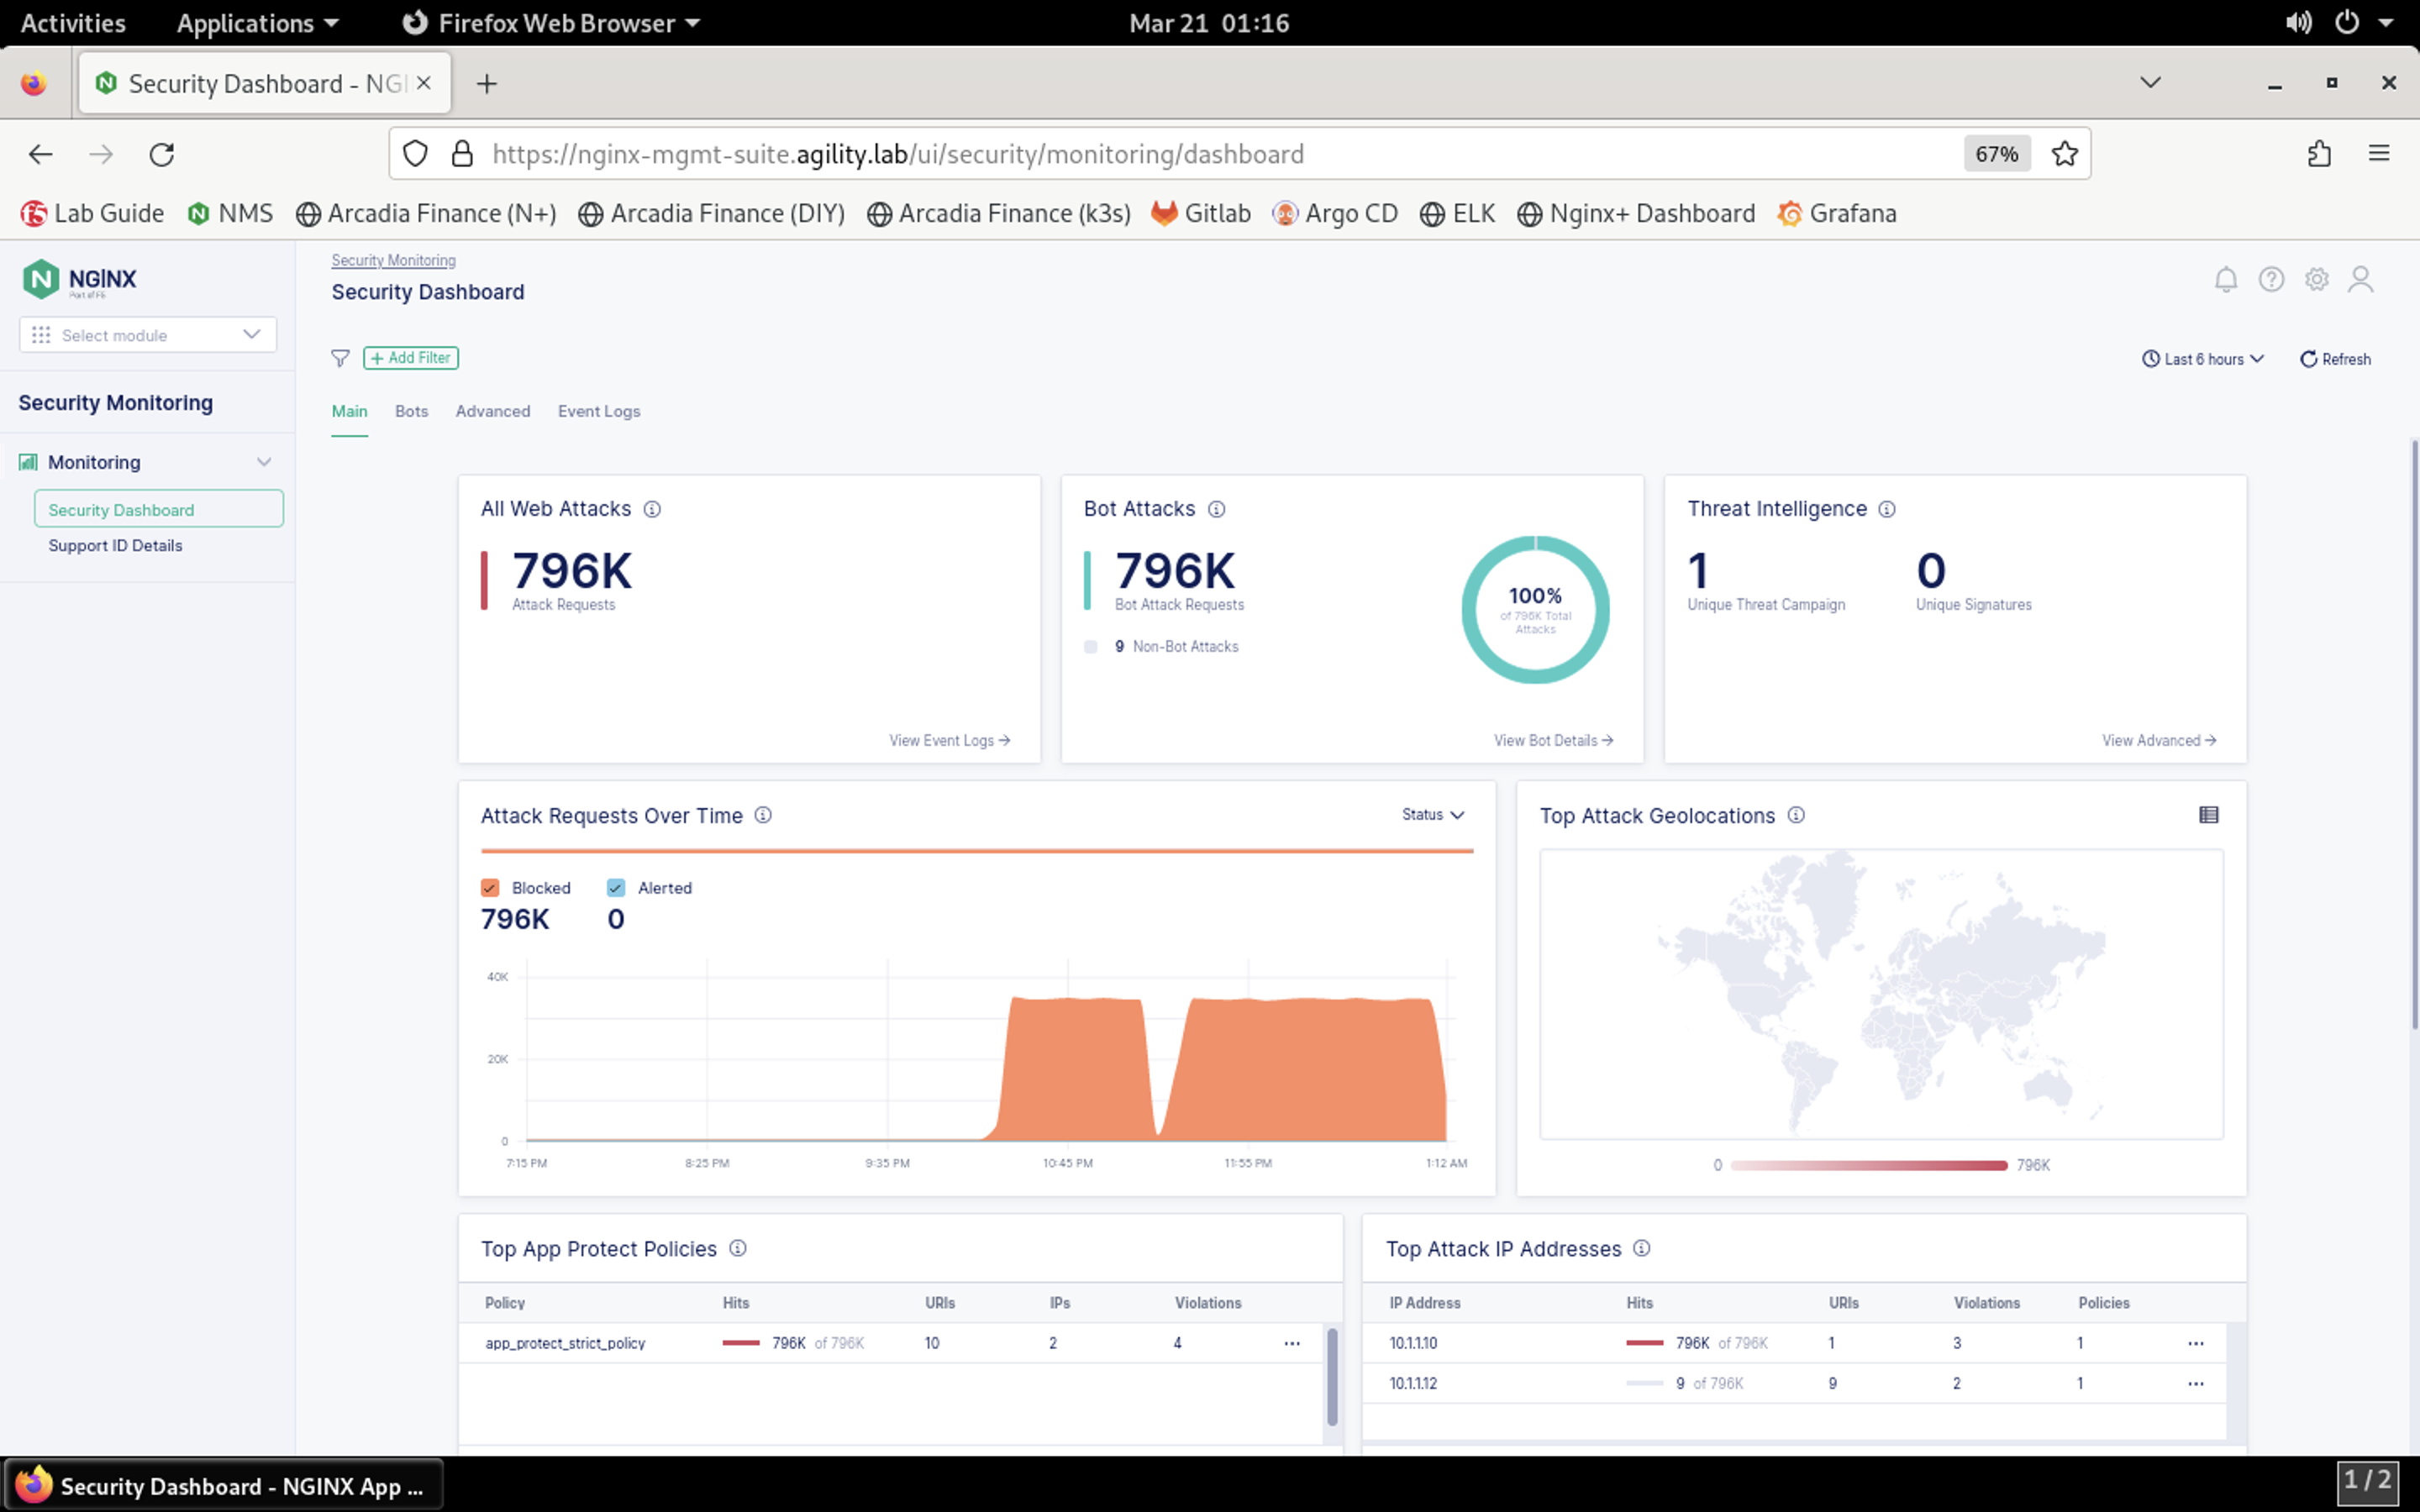 Activities Applications Firefox Web Browser Mar 21 01:16
Security Dashboard - NGI
https://nginx-mgmt-suite.agility.lab/ui/security/monitoring/dashboard 67%
Lab Guide NMS Arcadia Finance (N+) Arcadia Finance (DIY) Arcadia Finance (k3s) Gitlab Argo CD ELK Nginx+ Dashboard Grafana
NGINX
Part of F5
Select module
Security Monitoring
Monitoring
Security Dashboard
Support ID Details
Security Monitoring
Security Dashboard
+ Add Filter
Last 6 hours Refresh
Main Bots Advanced Event Logs
All Web Attacks
796K
Attack Requests
View Event Logs →
Bot Attacks
796K
Bot Attack Requests
9 Non-Bot Attacks
100%
of 796K Total
Attacks
View Bot Details →
Threat Intelligence
1 0
Unique Threat Campaign Unique Signatures
View Advanced →
Attack Requests Over Time Status
Blocked Alerted
796K 0
40K
20K
0
7:15 PM 8:25 PM 9:35 PM 10:45 PM 11:55 PM 1:12 AM
Top Attack Geolocations
0 796K
Top App Protect Policies
Policy Hits URIs IPs Violations
app_protect_strict_policy 796K of 796K 10 2 4 ...
Top Attack IP Addresses
IP Address Hits URIs Violations Policies
10.1.1.10 796K of 796K 1 3 1 ...
10.1.1.12 9 of 796K 9 2 1 ...
Security Dashboard - NGINX App ...
1 / 2